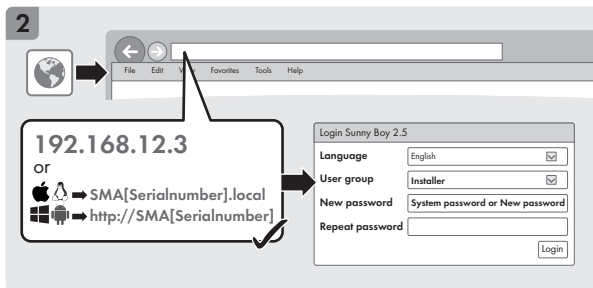 2
File Edit Favorites Tools Help
192.168.12.3
or
SMA[Serialnumber].local
http://SMA[Serialnumber]
Login Sunny Boy 2.5
Language English
User group Installer
New password System password or New password
Repeat password
Login